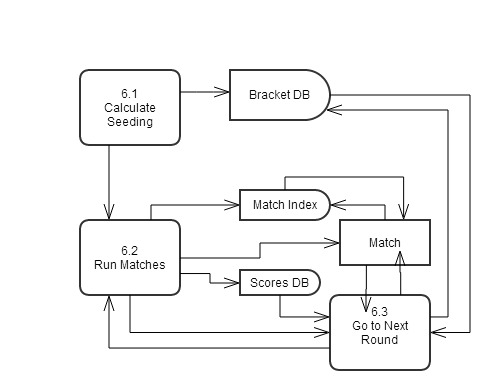 6.1
Calculate
Seeding
Bracket DB
Match Index
6.2
Run Matches
Match
Scores DB
6.3
Go to Next
Round